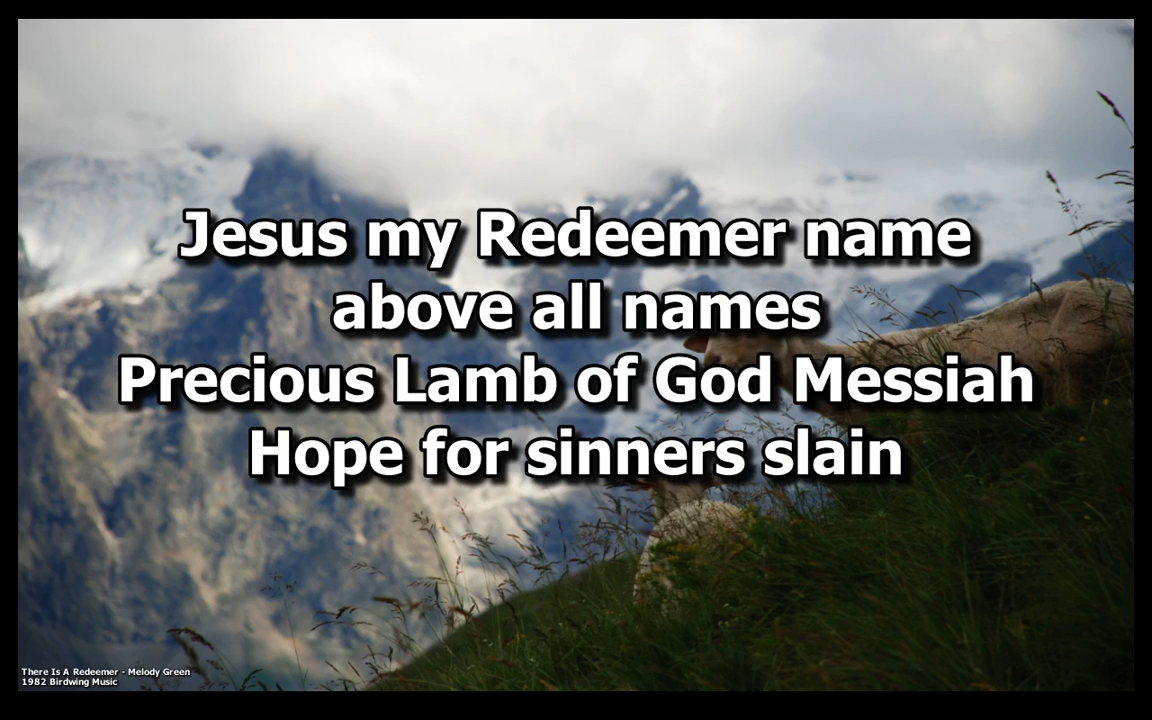 Jesus my Redeemer name
above all names
Precious Lamb of God Messiah
Hope for sinners slain
There Is A Redeemer - Melody Green
1982 Birdwing Music